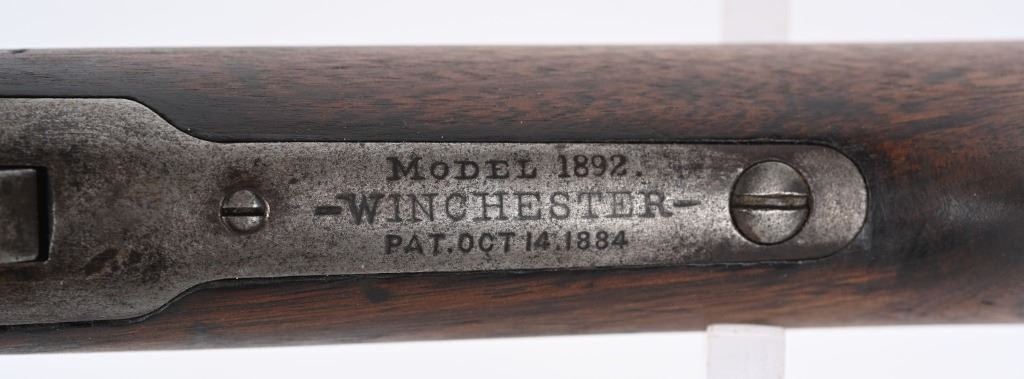 MODEL 1892.
-WINCHESTER-
PAT.OCT 14.1884